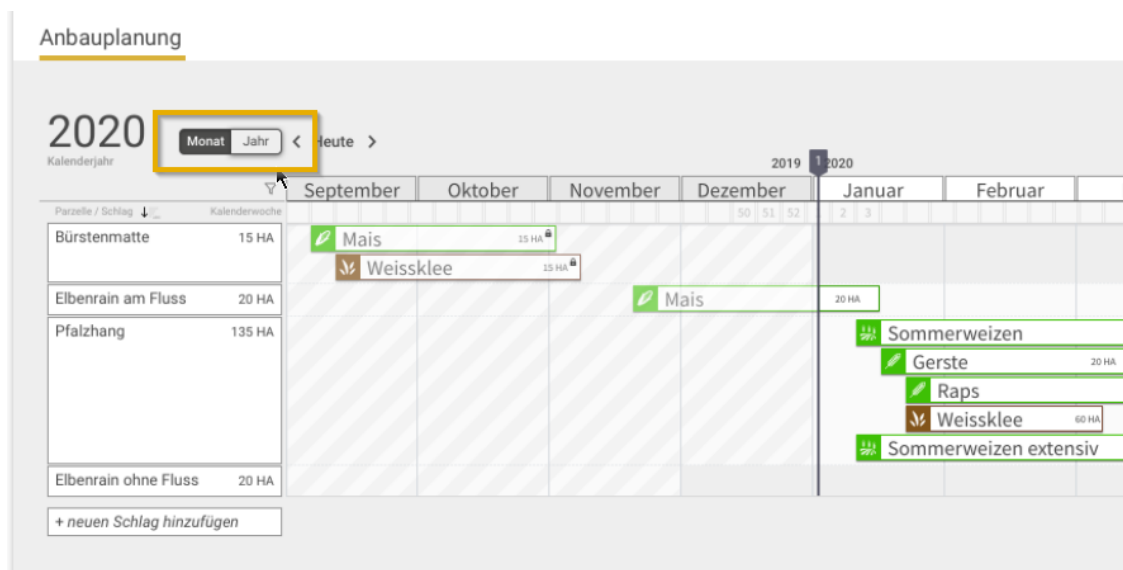 Anbauplanung
2020
Kalenderjahr
Monat Jahr < Heute >
2019 1 2020
September Oktober November Dezember Januar Februar
Parzelle / Schlag Kalenderwoche 50 51 52 2 3
Bürstenmatte 15 HA Mais 15 HA
Weissklee 15 HA
Elbenrain am Fluss 20 HA Mais 20 HA
Pfalzhang 135 HA Sommerweizen
Gerste 20 HA
Raps
Weissklee 60 HA
Sommerweizen extensiv
Elbenrain ohne Fluss 20 HA
+ neuen Schlag hinzufügen